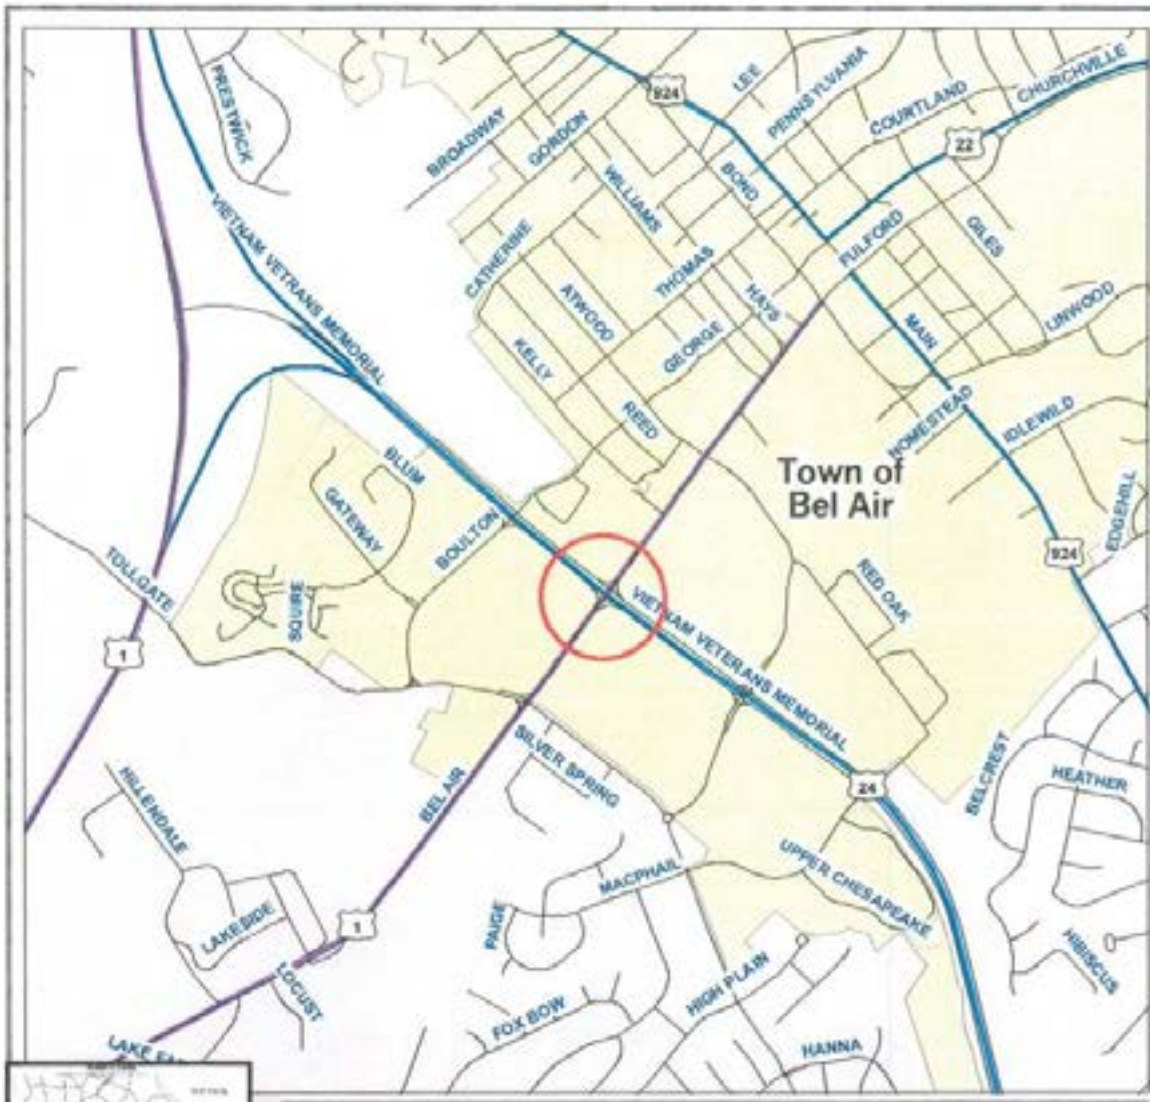 PRESTWICK
924
LEE
PENNSYLVANIA
COURTLAND
CHURCHVILLE
22
BROADWAY
GORDON
WILLIAMS
BOND
FULFORD
GILES
VIETNAM VETRANS MEMORIAL
CATHERINE
ATWOOD
THOMAS
HAYS
MAIN
LINWOOD
KELLY
GEORGE
REED
HOMESTEAD
IDLEWILD
Town of
Bel Air
BLUM
GATEWAY
BOULTON
EDGEHILL
924
TOLLGATE
SQUIRE
RED OAK
1
VIETNAM VETERANS MEMORIAL
24
SILVER SPRING
BEL AIR
HILLENDALE
BELCREST
HEATHER
MACPHAIL
UPPER CHESAPEAKE
PAIGE
LAKESIDE
1
LOCUST
HIBISCUS
HIGH PLAIN
FOX BOW
HANNA